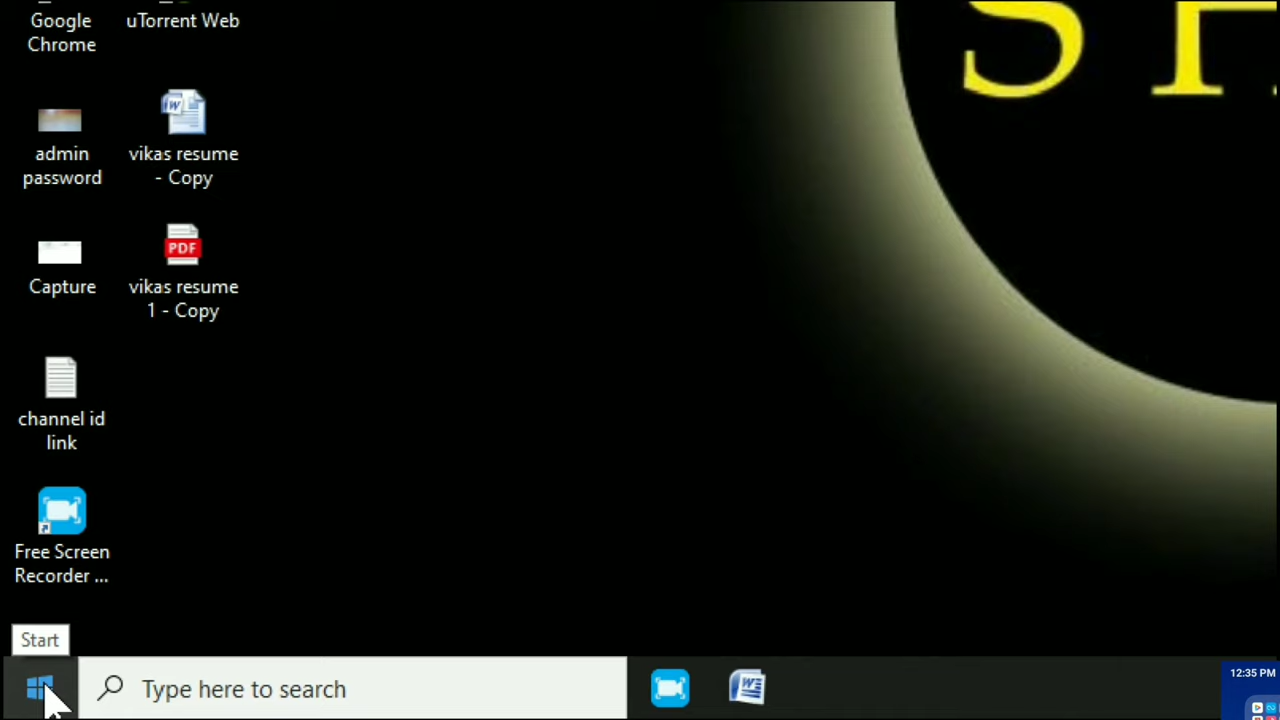 Google
Chrome
uTorrent Web
admin
password
vikas resume
- Copy
Capture
vikas resume
1 - Copy
channel id
link
Free Screen
Recorder ...
Start
Type here to search
12:35 PM
S H
PDF
W
W